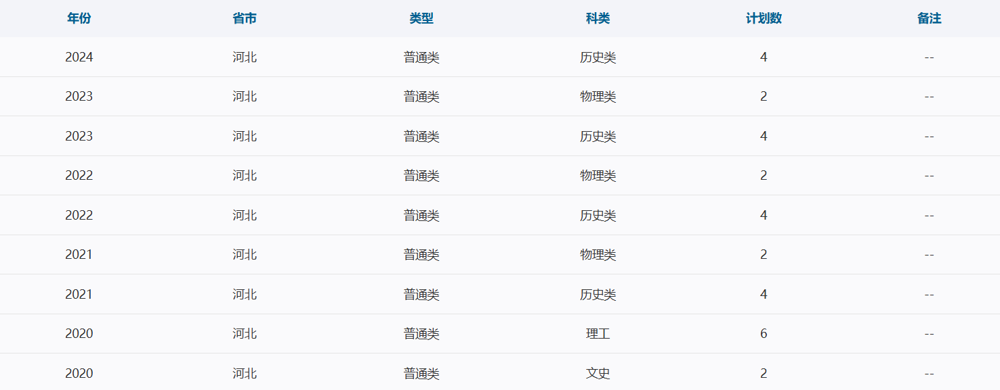 年份 省市 类型 科类 计划数 备注
2024 河北 普通类 历史类 4 --
2023 河北 普通类 物理类 2 --
2023 河北 普通类 历史类 4 --
2022 河北 普通类 物理类 2 --
2022 河北 普通类 历史类 4 --
2021 河北 普通类 物理类 2 --
2021 河北 普通类 历史类 4 --
2020 河北 普通类 理工 6 --
2020 河北 普通类 文史 2 --